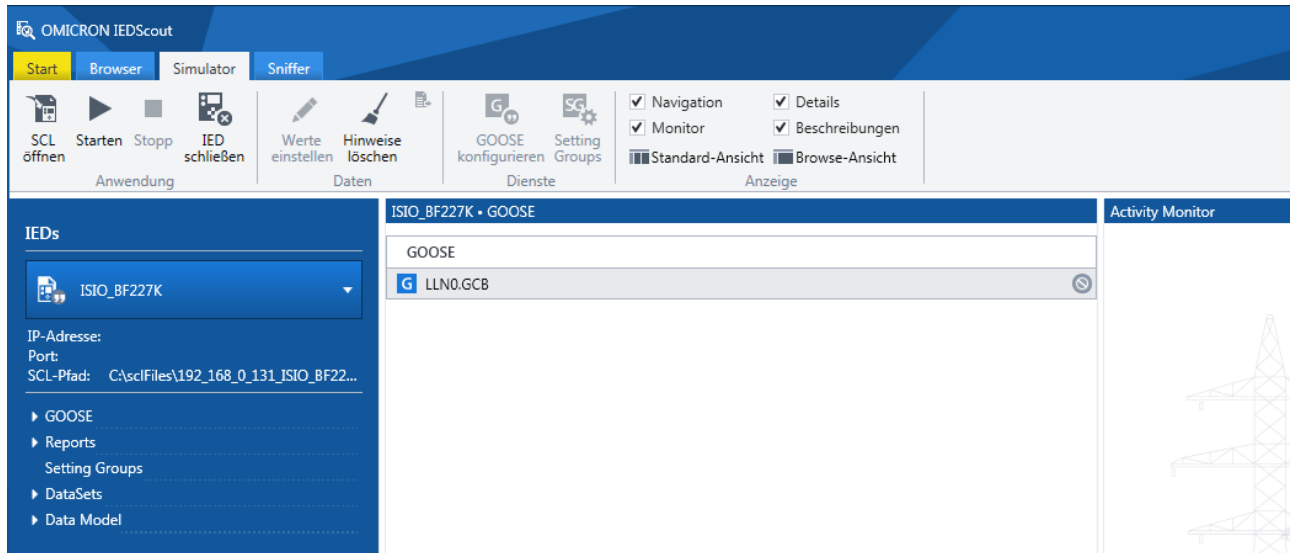 OMICRON IEDScout
Start Browser Simulator Sniffer
SCL öffnen
Starten
Stopp
IED schließen
Anwendung
Werte einstellen
Hinweise löschen
Daten
GOOSE konfigurieren
Setting Groups
Dienste
Navigation
Details
Monitor
Beschreibungen
Standard-Ansicht
Browse-Ansicht
Anzeige
IEDs
ISIO_BF227K
IP-Adresse:
Port:
SCL-Pfad: C:\sclFiles\192_168_0_131_ISIO_BF22...
GOOSE
Reports
Setting Groups
DataSets
Data Model
ISIO_BF227K • GOOSE
GOOSE
G LLN0.GCB
Activity Monitor